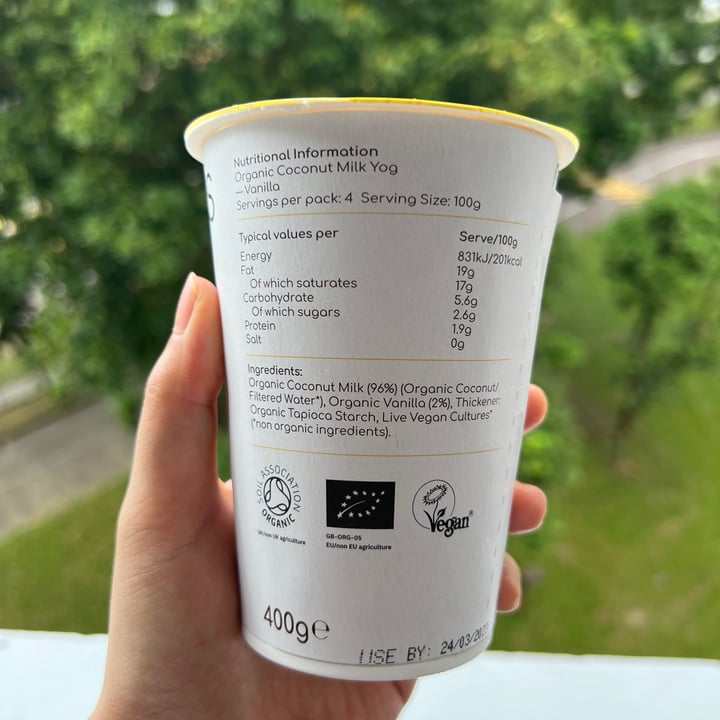 Nutritional Information
Organic Coconut Milk Yog
—Vanilla
Servings per pack: 4 Serving Size: 100g
Typical values per Serve/100g
Energy 831kJ/201kcal
Fat 19g
Of which saturates 17g
Carbohydrate 5.6g
Of which sugars 2.6g
Protein 1.9g
Salt 0g
Ingredients:
Organic Coconut Milk (96%) (Organic Coconut/
Filtered Water*), Organic Vanilla (2%), Thickener:
Organic Tapioca Starch, Live Vegan Cultures*
(*non organic ingredients).
SOIL ASSOCIATION
ORGANIC
UK/non UK agriculture
GB-ORG-05
EU/non EU agriculture
Vegan®
400g℮
USE BY: 24/03/